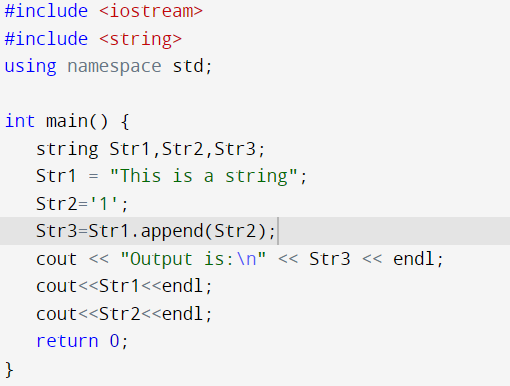 #include <iostream>
#include <string>
using namespace std;
int main() {
string Str1,Str2,Str3;
Str1 = "This is a string";
Str2='1';
Str3=Str1.append(Str2);
cout << "Output is:\n" << Str3 << endl;
cout<<Str1<<endl;
cout<<Str2<<endl;
return 0;
}